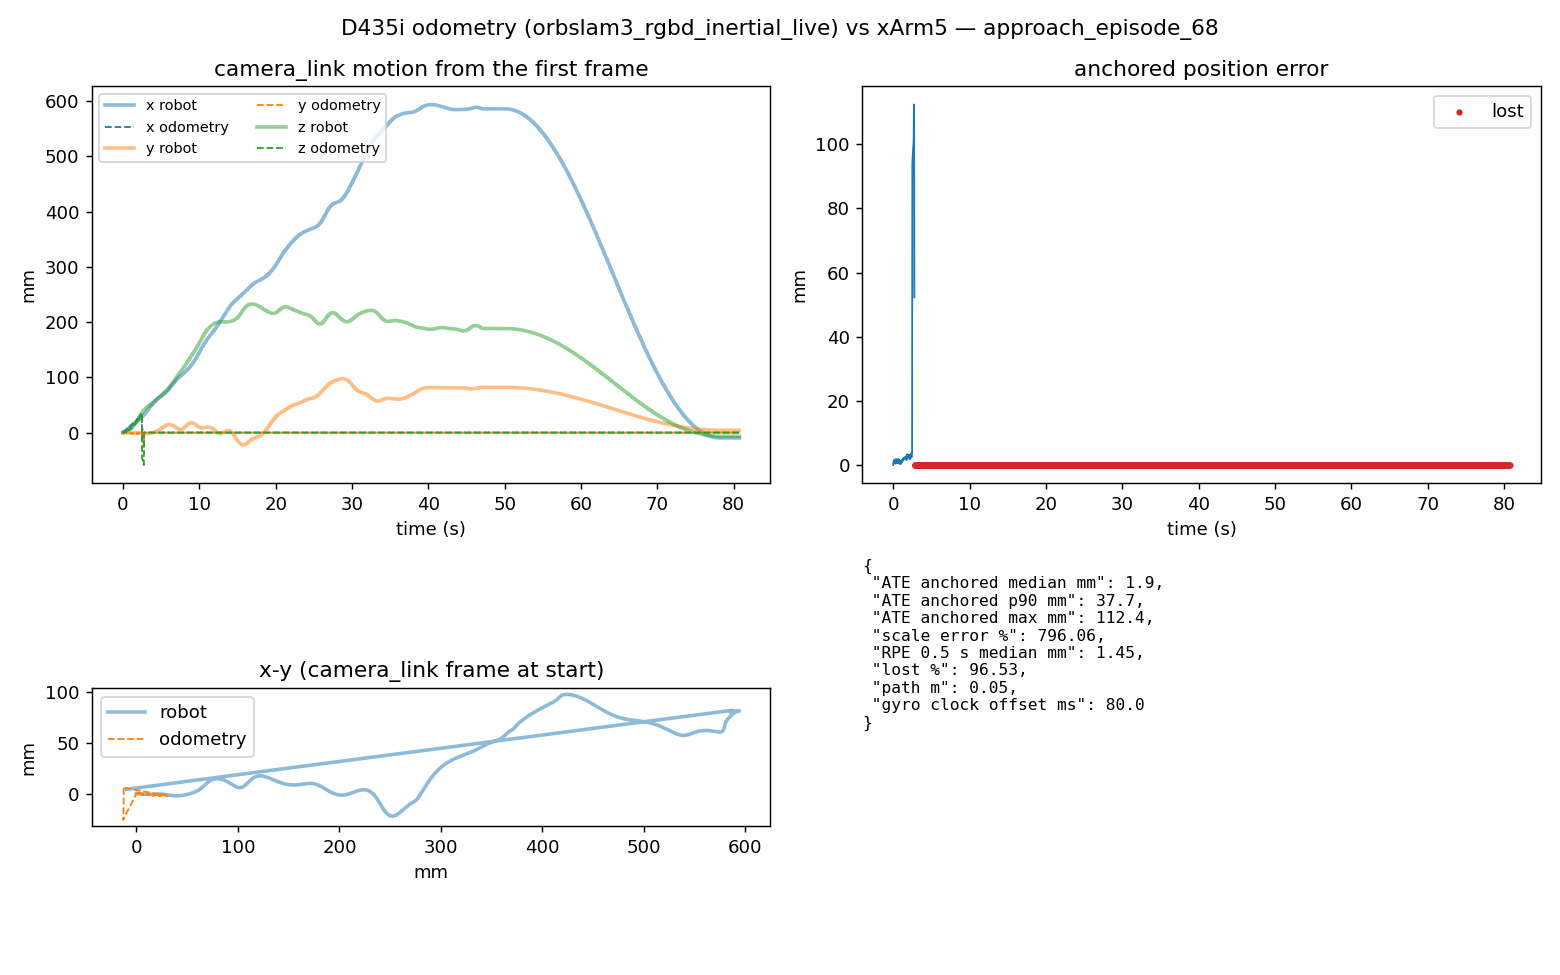 D435i odometry (orbslam3_rgbd_inertial_live) vs xArm5 — approach_episode_68
camera_link motion from the first frame
x robot
x odometry
y robot
y odometry
z robot
z odometry
600
500
400
300
200
100
0
mm
0 10 20 30 40 50 60 70 80
time (s)
anchored position error
lost
100
80
60
40
20
0
mm
0 10 20 30 40 50 60 70 80
time (s)
x-y (camera_link frame at start)
robot
odometry
100
50
0
mm
0 100 200 300 400 500 600
mm
{
"ATE anchored median mm": 1.9,
"ATE anchored p90 mm": 37.7,
"ATE anchored max mm": 112.4,
"scale error %": 796.06,
"RPE 0.5 s median mm": 1.45,
"lost %": 96.53,
"path m": 0.05,
"gyro clock offset ms": 80.0
}